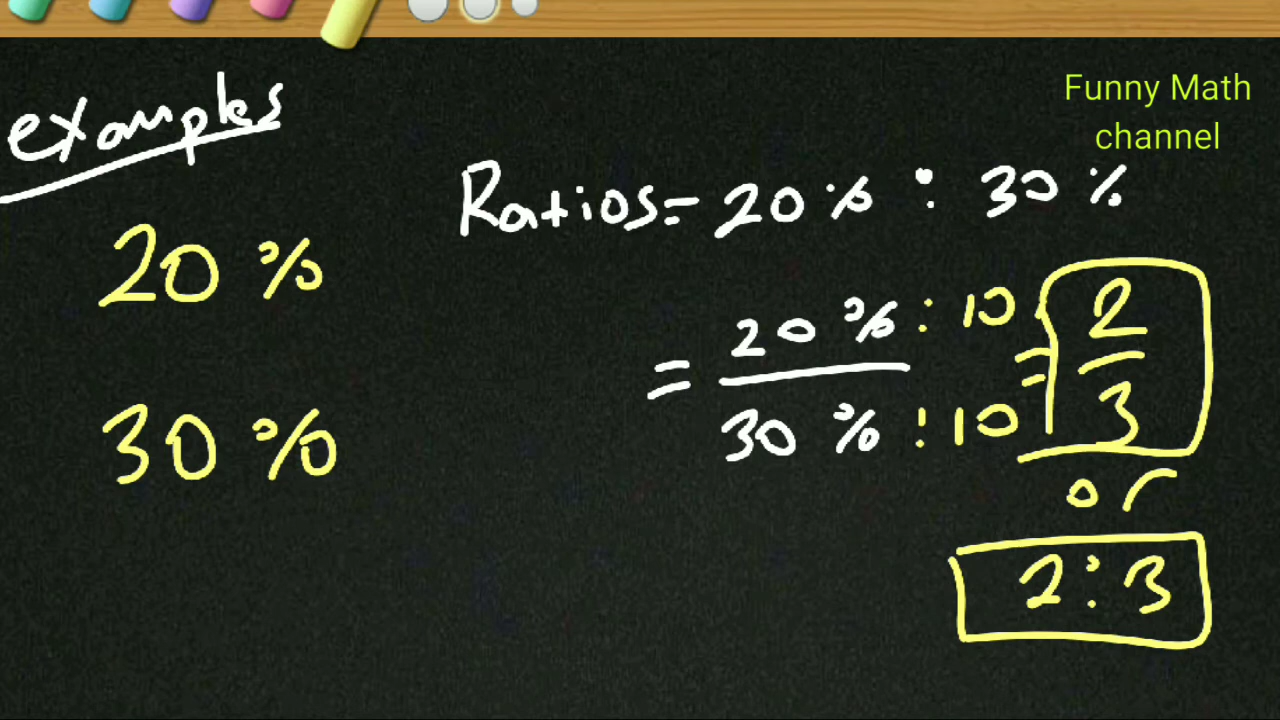 examples
Funny Math
channel
Ratios = 20 % : 30 %
20 %
= 20 % : 10 = 2
30 % : 10 3
30 %
or
2 : 3